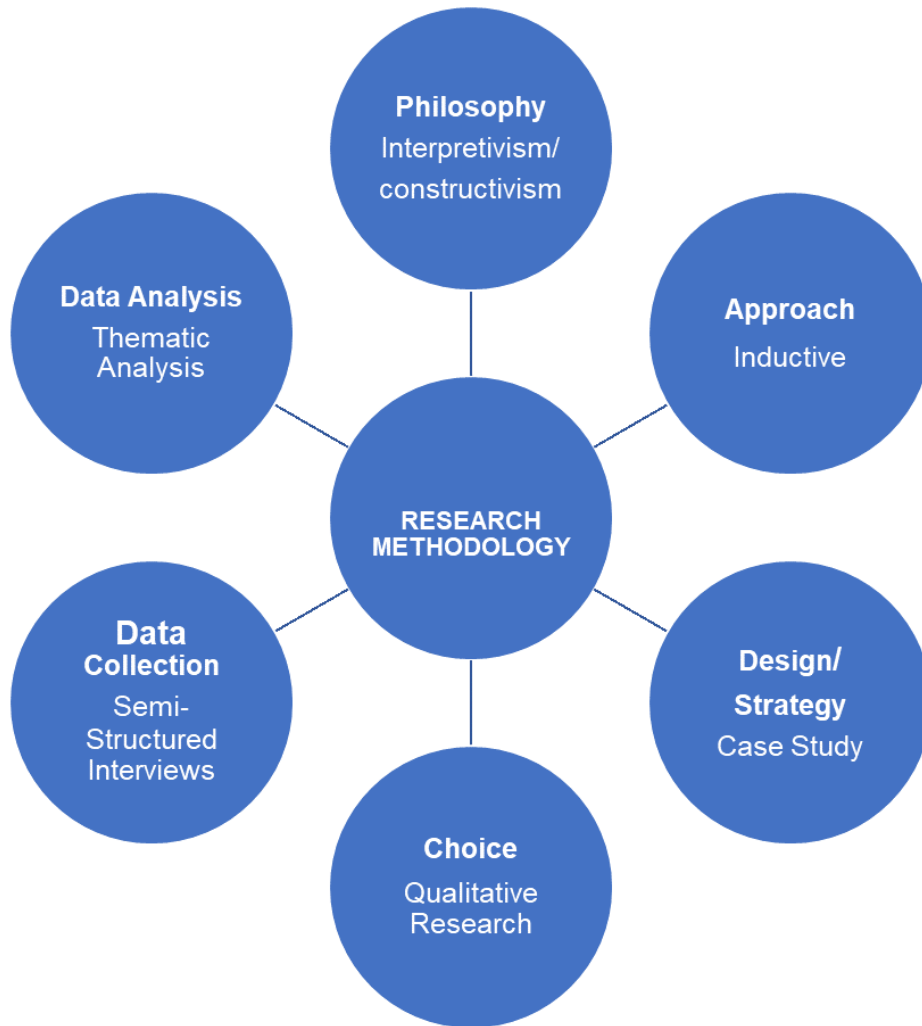 Philosophy
Interpretivism/
constructivism
Approach
Inductive
Design/
Strategy
Case Study
Choice
Qualitative
Research
Data
Collection
Semi-
Structured
Interviews
Data Analysis
Thematic
Analysis
RESEARCH
METHODOLOGY